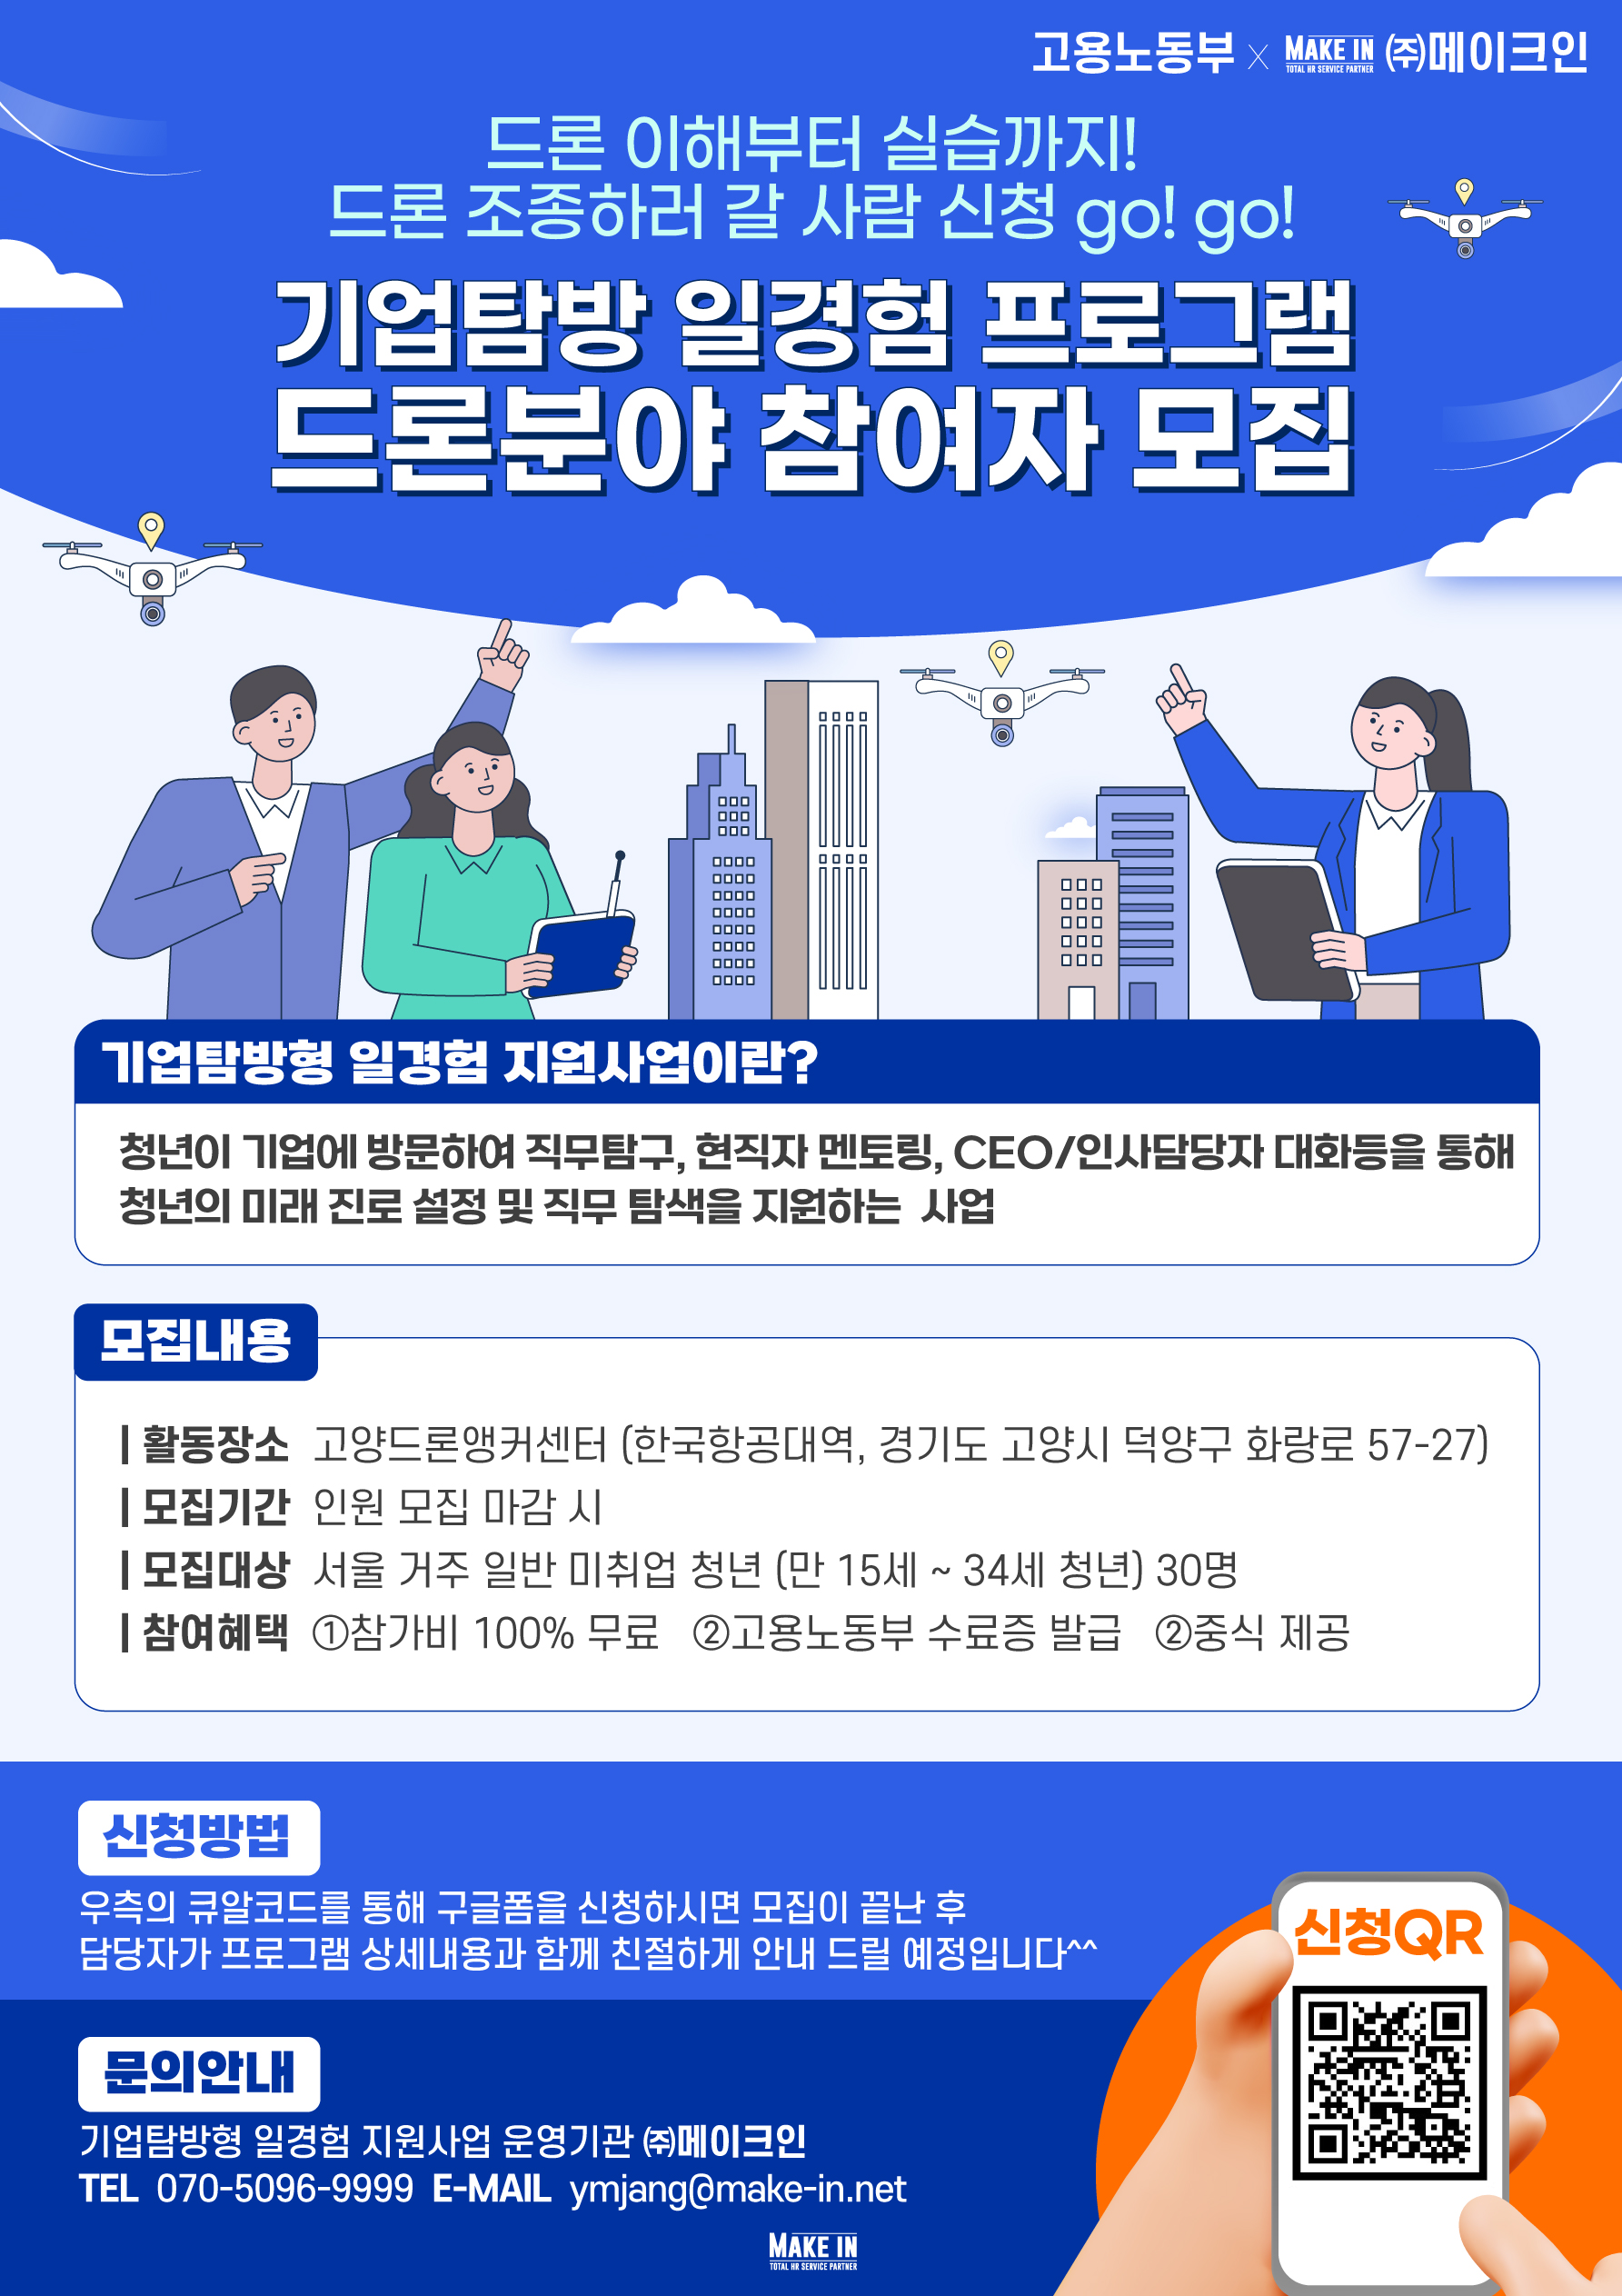 고용노동부 × MAKE IN TOTAL HR SERVICE PARTNER ㈜메이크인
드론 이해부터 실습까지!
드론 조종하러 갈 사람 신청 go! go!
기업탐방 일경험 프로그램
드론분야 참여자 모집
기업탐방형 일경험 지원사업이란?
청년이 기업에 방문하여 직무탐구, 현직자 멘토링, CEO/인사담당자 대화등을 통해
청년의 미래 진로 설정 및 직무 탐색을 지원하는 사업
모집내용
| 활동장소 고양드론앵커센터 (한국항공대역, 경기도 고양시 덕양구 화랑로 57-27)
| 모집기간 인원 모집 마감 시
| 모집대상 서울 거주 일반 미취업 청년 (만 15세 ~ 34세 청년) 30명
| 참여혜택 ①참가비 100% 무료 ②고용노동부 수료증 발급 ②중식 제공
신청방법
우측의 큐알코드를 통해 구글폼을 신청하시면 모집이 끝난 후
담당자가 프로그램 상세내용과 함께 친절하게 안내 드릴 예정입니다^^
신청QR
문의안내
기업탐방형 일경험 지원사업 운영기관 ㈜메이크인
TEL 070-5096-9999 E-MAIL ymjang@make-in.net
MAKE IN
TOTAL HR SERVICE PARTNER